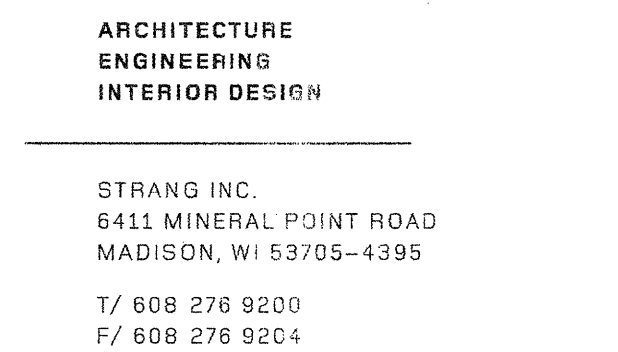 ARCHITECTURE
ENGINEERING
INTERIOR DESIGN
STRANG INC.
6411 MINERAL POINT ROAD
MADISON, WI 53705-4395
T/ 608 276 9200
F/ 608 276 9204